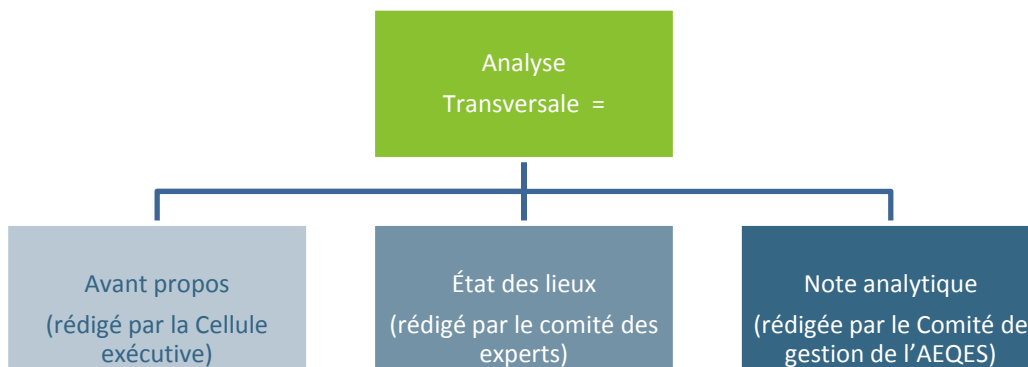 Analyse
Transversale =
Avant propos
(rédigé par la Cellule
exécutive)
État des lieux
(rédigé par le comité des
experts)
Note analytique
(rédigée par le Comité de
gestion de l'AEQES)